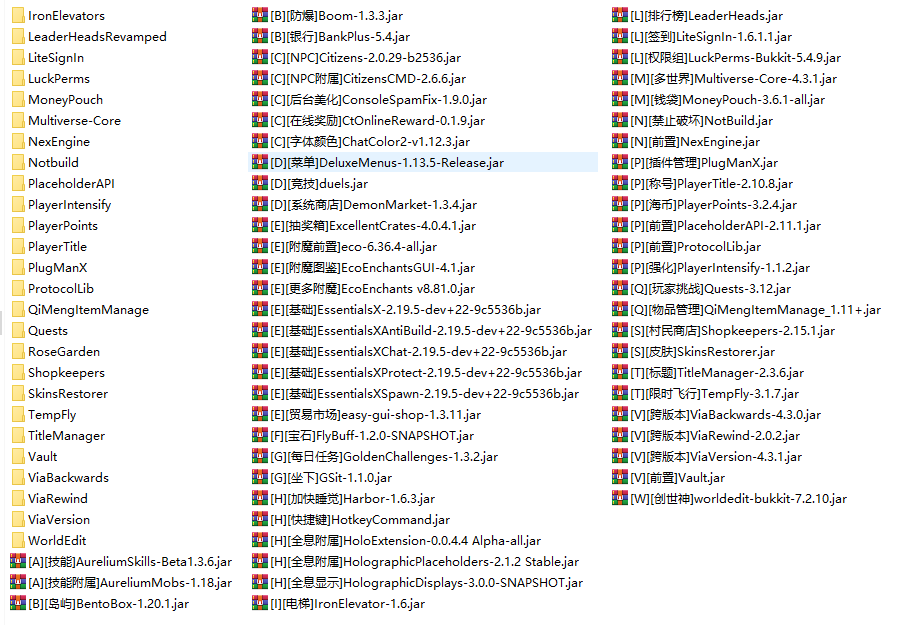 IronElevators
LeaderHeadsRevamped
LiteSignIn
LuckPerms
MoneyPouch
Multiverse-Core
NexEngine
Notbuild
PlaceholderAPI
PlayerIntensify
PlayerPoints
PlayerTitle
PlugManX
ProtocolLib
QiMengItemManage
Quests
RoseGarden
Shopkeepers
SkinsRestorer
TempFly
TitleManager
Vault
ViaBackwards
ViaRewind
ViaVersion
WorldEdit
[A][技能]AureliumSkills-Beta1.3.6.jar
[A][技能附属]AureliumMobs-1.18.jar
[B][岛屿]BentoBox-1.20.1.jar
[B][防爆]Boom-1.3.3.jar
[B][银行]BankPlus-5.4.jar
[C][NPC]Citizens-2.0.29-b2536.jar
[C][NPC附属]CitizensCMD-2.6.6.jar
[C][后台美化]ConsoleSpamFix-1.9.0.jar
[C][在线奖励]CtOnlineReward-0.1.9.jar
[C][字体颜色]ChatColor2-v1.12.3.jar
[D][菜单]DeluxeMenus-1.13.5-Release.jar
[D][竞技]duels.jar
[D][系统商店]DemonMarket-1.3.4.jar
[E][抽奖箱]ExcellentCrates-4.0.4.1.jar
[E][附魔前置]eco-6.36.4-all.jar
[E][附魔图鉴]EcoEnchantsGUI-4.1.jar
[E][更多附魔]EcoEnchants v8.81.0.jar
[E][基础]EssentialsX-2.19.5-dev+22-9c5536b.jar
[E][基础]EssentialsXAntiBuild-2.19.5-dev+22-9c5536b.jar
[E][基础]EssentialsXChat-2.19.5-dev+22-9c5536b.jar
[E][基础]EssentialsXProtect-2.19.5-dev+22-9c5536b.jar
[E][基础]EssentialsXSpawn-2.19.5-dev+22-9c5536b.jar
[E][贸易市场]easy-gui-shop-1.3.11.jar
[F][宝石]FlyBuff-1.2.0-SNAPSHOT.jar
[G][每日任务]GoldenChallenges-1.3.2.jar
[G][坐下]GSit-1.1.0.jar
[H][加快睡觉]Harbor-1.6.3.jar
[H][快捷键]HotkeyCommand.jar
[H][全息附属]HoloExtension-0.0.4.4 Alpha-all.jar
[H][全息附属]HolographicPlaceholders-2.1.2 Stable.jar
[H][全息显示]HolographicDisplays-3.0.0-SNAPSHOT.jar
[I][电梯]IronElevator-1.6.jar
[L][排行榜]LeaderHeads.jar
[L][签到]LiteSignIn-1.6.1.1.jar
[L][权限组]LuckPerms-Bukkit-5.4.9.jar
[M][多世界]Multiverse-Core-4.3.1.jar
[M][钱袋]MoneyPouch-3.6.1-all.jar
[N][禁止破坏]NotBuild.jar
[N][前置]NexEngine.jar
[P][插件管理]PlugManX.jar
[P][称号]PlayerTitle-2.10.8.jar
[P][海币]PlayerPoints-3.2.4.jar
[P][前置]PlaceholderAPI-2.11.1.jar
[P][前置]ProtocolLib.jar
[P][强化]PlayerIntensify-1.1.2.jar
[Q][玩家挑战]Quests-3.12.jar
[Q][物品管理]QiMengItemManage_1.11+.jar
[S][村民商店]Shopkeepers-2.15.1.jar
[S][皮肤]SkinsRestorer.jar
[T][标题]TitleManager-2.3.6.jar
[T][限时飞行]TempFly-3.1.7.jar
[V][跨版本]ViaBackwards-4.3.0.jar
[V][跨版本]ViaRewind-2.0.2.jar
[V][跨版本]ViaVersion-4.3.1.jar
[V][前置]Vault.jar
[W][创世神]worldedit-bukkit-7.2.10.jar